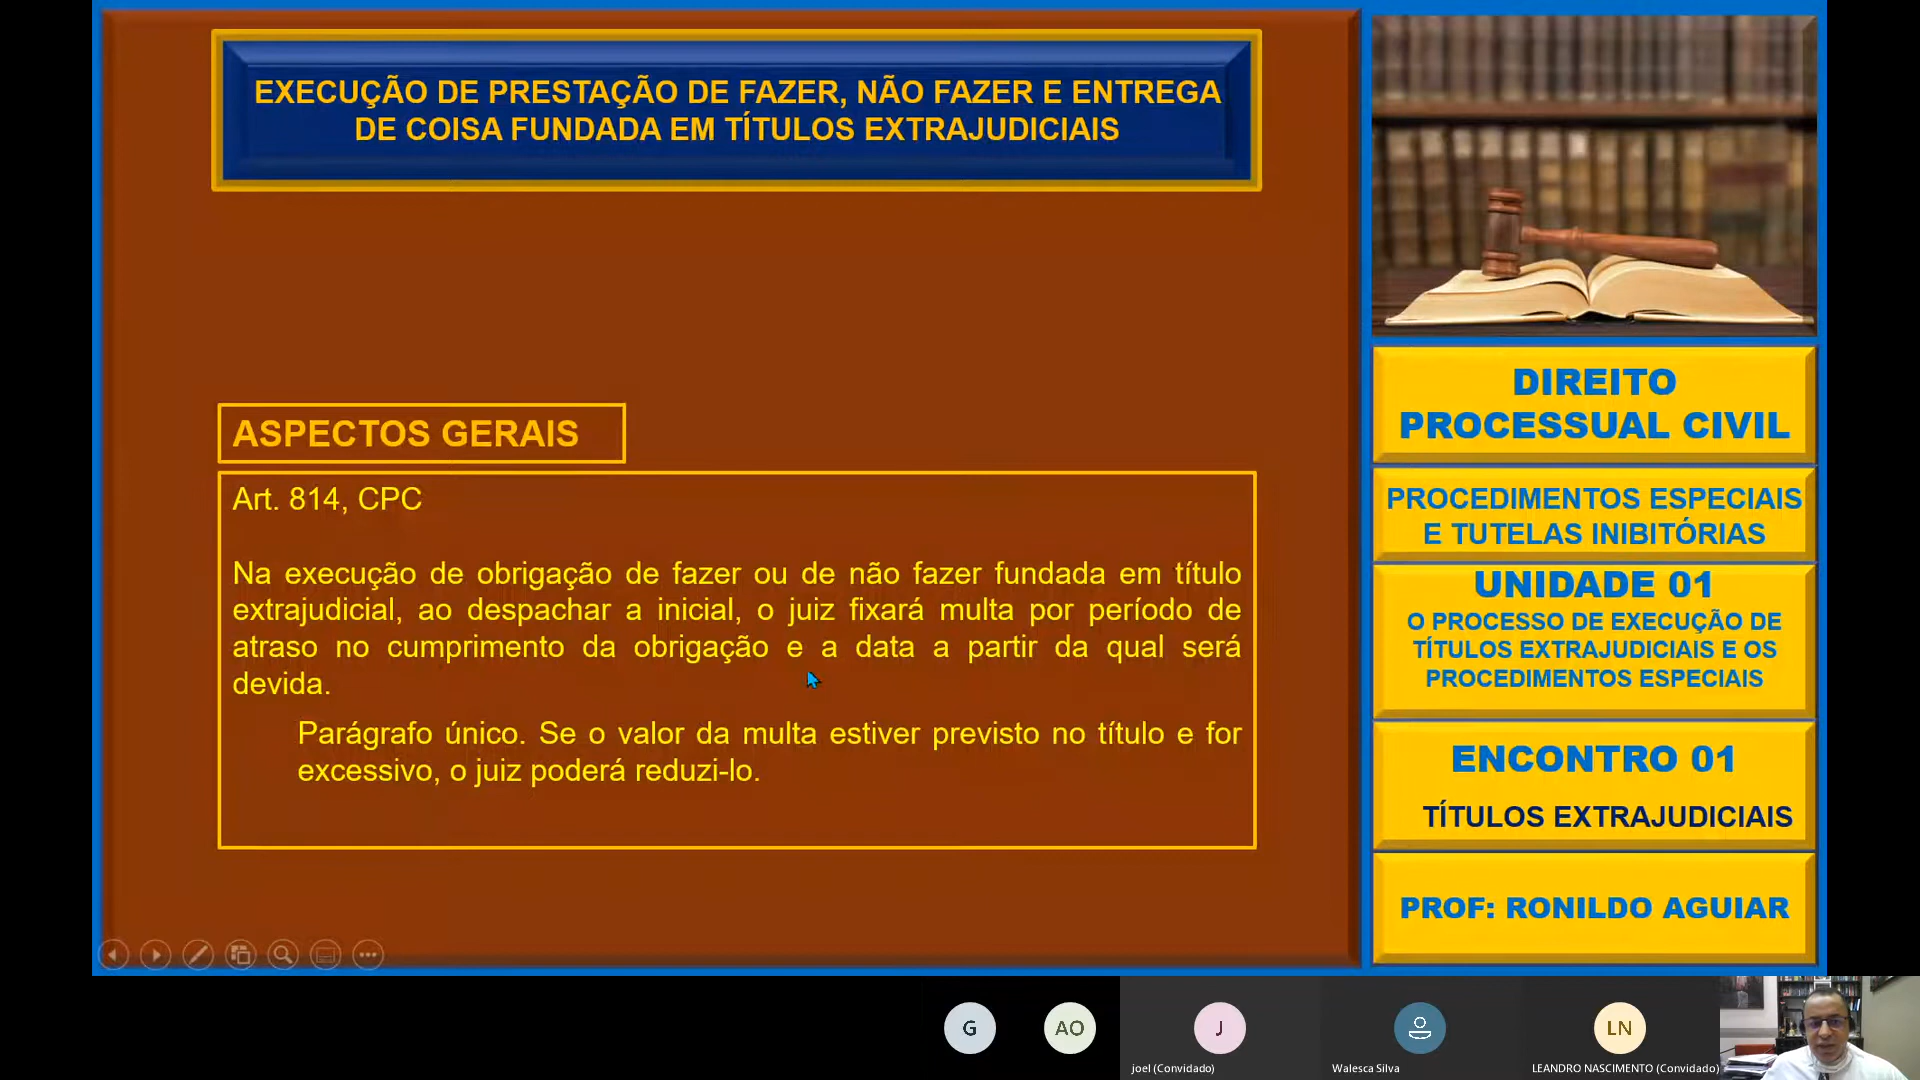 EXECUÇÃO DE PRESTAÇÃO DE FAZER, NÃO FAZER E ENTREGA
DE COISA FUNDADA EM TÍTULOS EXTRAJUDICIAIS
ASPECTOS GERAIS
Art. 814, CPC
Na execução de obrigação de fazer ou de não fazer fundada em título
extrajudicial, ao despachar a inicial, o juiz fixará multa por período de
atraso no cumprimento da obrigação e a data a partir da qual será
devida.
Parágrafo único. Se o valor da multa estiver previsto no título e for
excessivo, o juiz poderá reduzi-lo.
DIREITO
PROCESSUAL CIVIL
PROCEDIMENTOS ESPECIAIS
E TUTELAS INIBITÓRIAS
UNIDADE 01
O PROCESSO DE EXECUÇÃO DE
TÍTULOS EXTRAJUDICIAIS E OS
PROCEDIMENTOS ESPECIAIS
ENCONTRO 01
TÍTULOS EXTRAJUDICIAIS
PROF: RONILDO AGUIAR
G
AO
J
LN
joel (Convidado)
Walesca Silva
LEANDRO NASCIMENTO (Convidado)